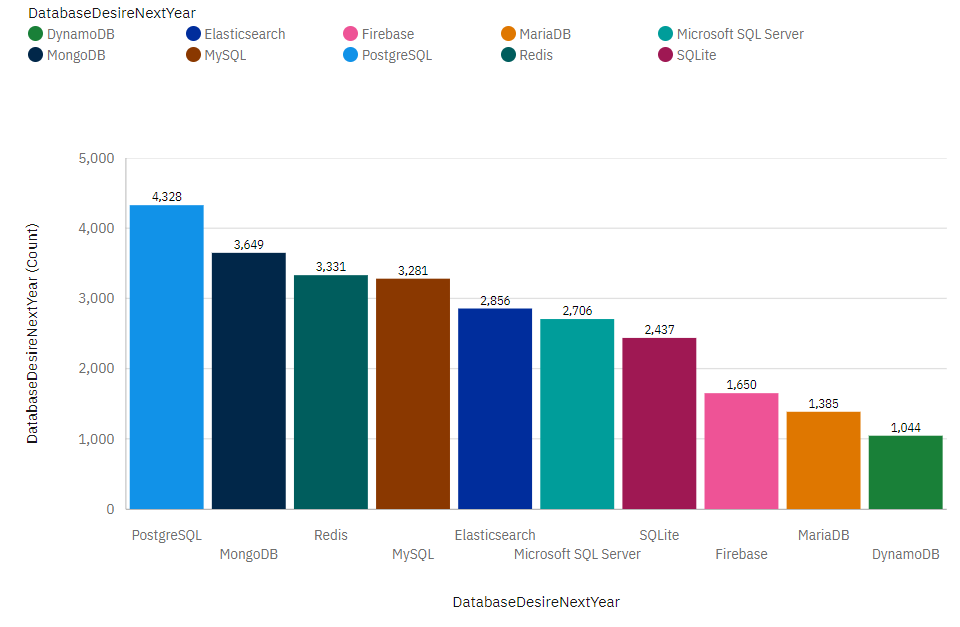 DatabaseDesireNextYear
DynamoDB Elasticsearch Firebase MariaDB Microsoft SQL Server
MongoDB MySQL PostgreSQL Redis SQLite
DatabaseDesireNextYear (Count)
5,000
4,000
3,000
2,000
1,000
0
4,328
3,649
3,331
3,281
2,856
2,706
2,437
1,650
1,385
1,044
PostgreSQL
MongoDB
Redis
MySQL
Elasticsearch
Microsoft SQL Server
SQLite
Firebase
MariaDB
DynamoDB
DatabaseDesireNextYear